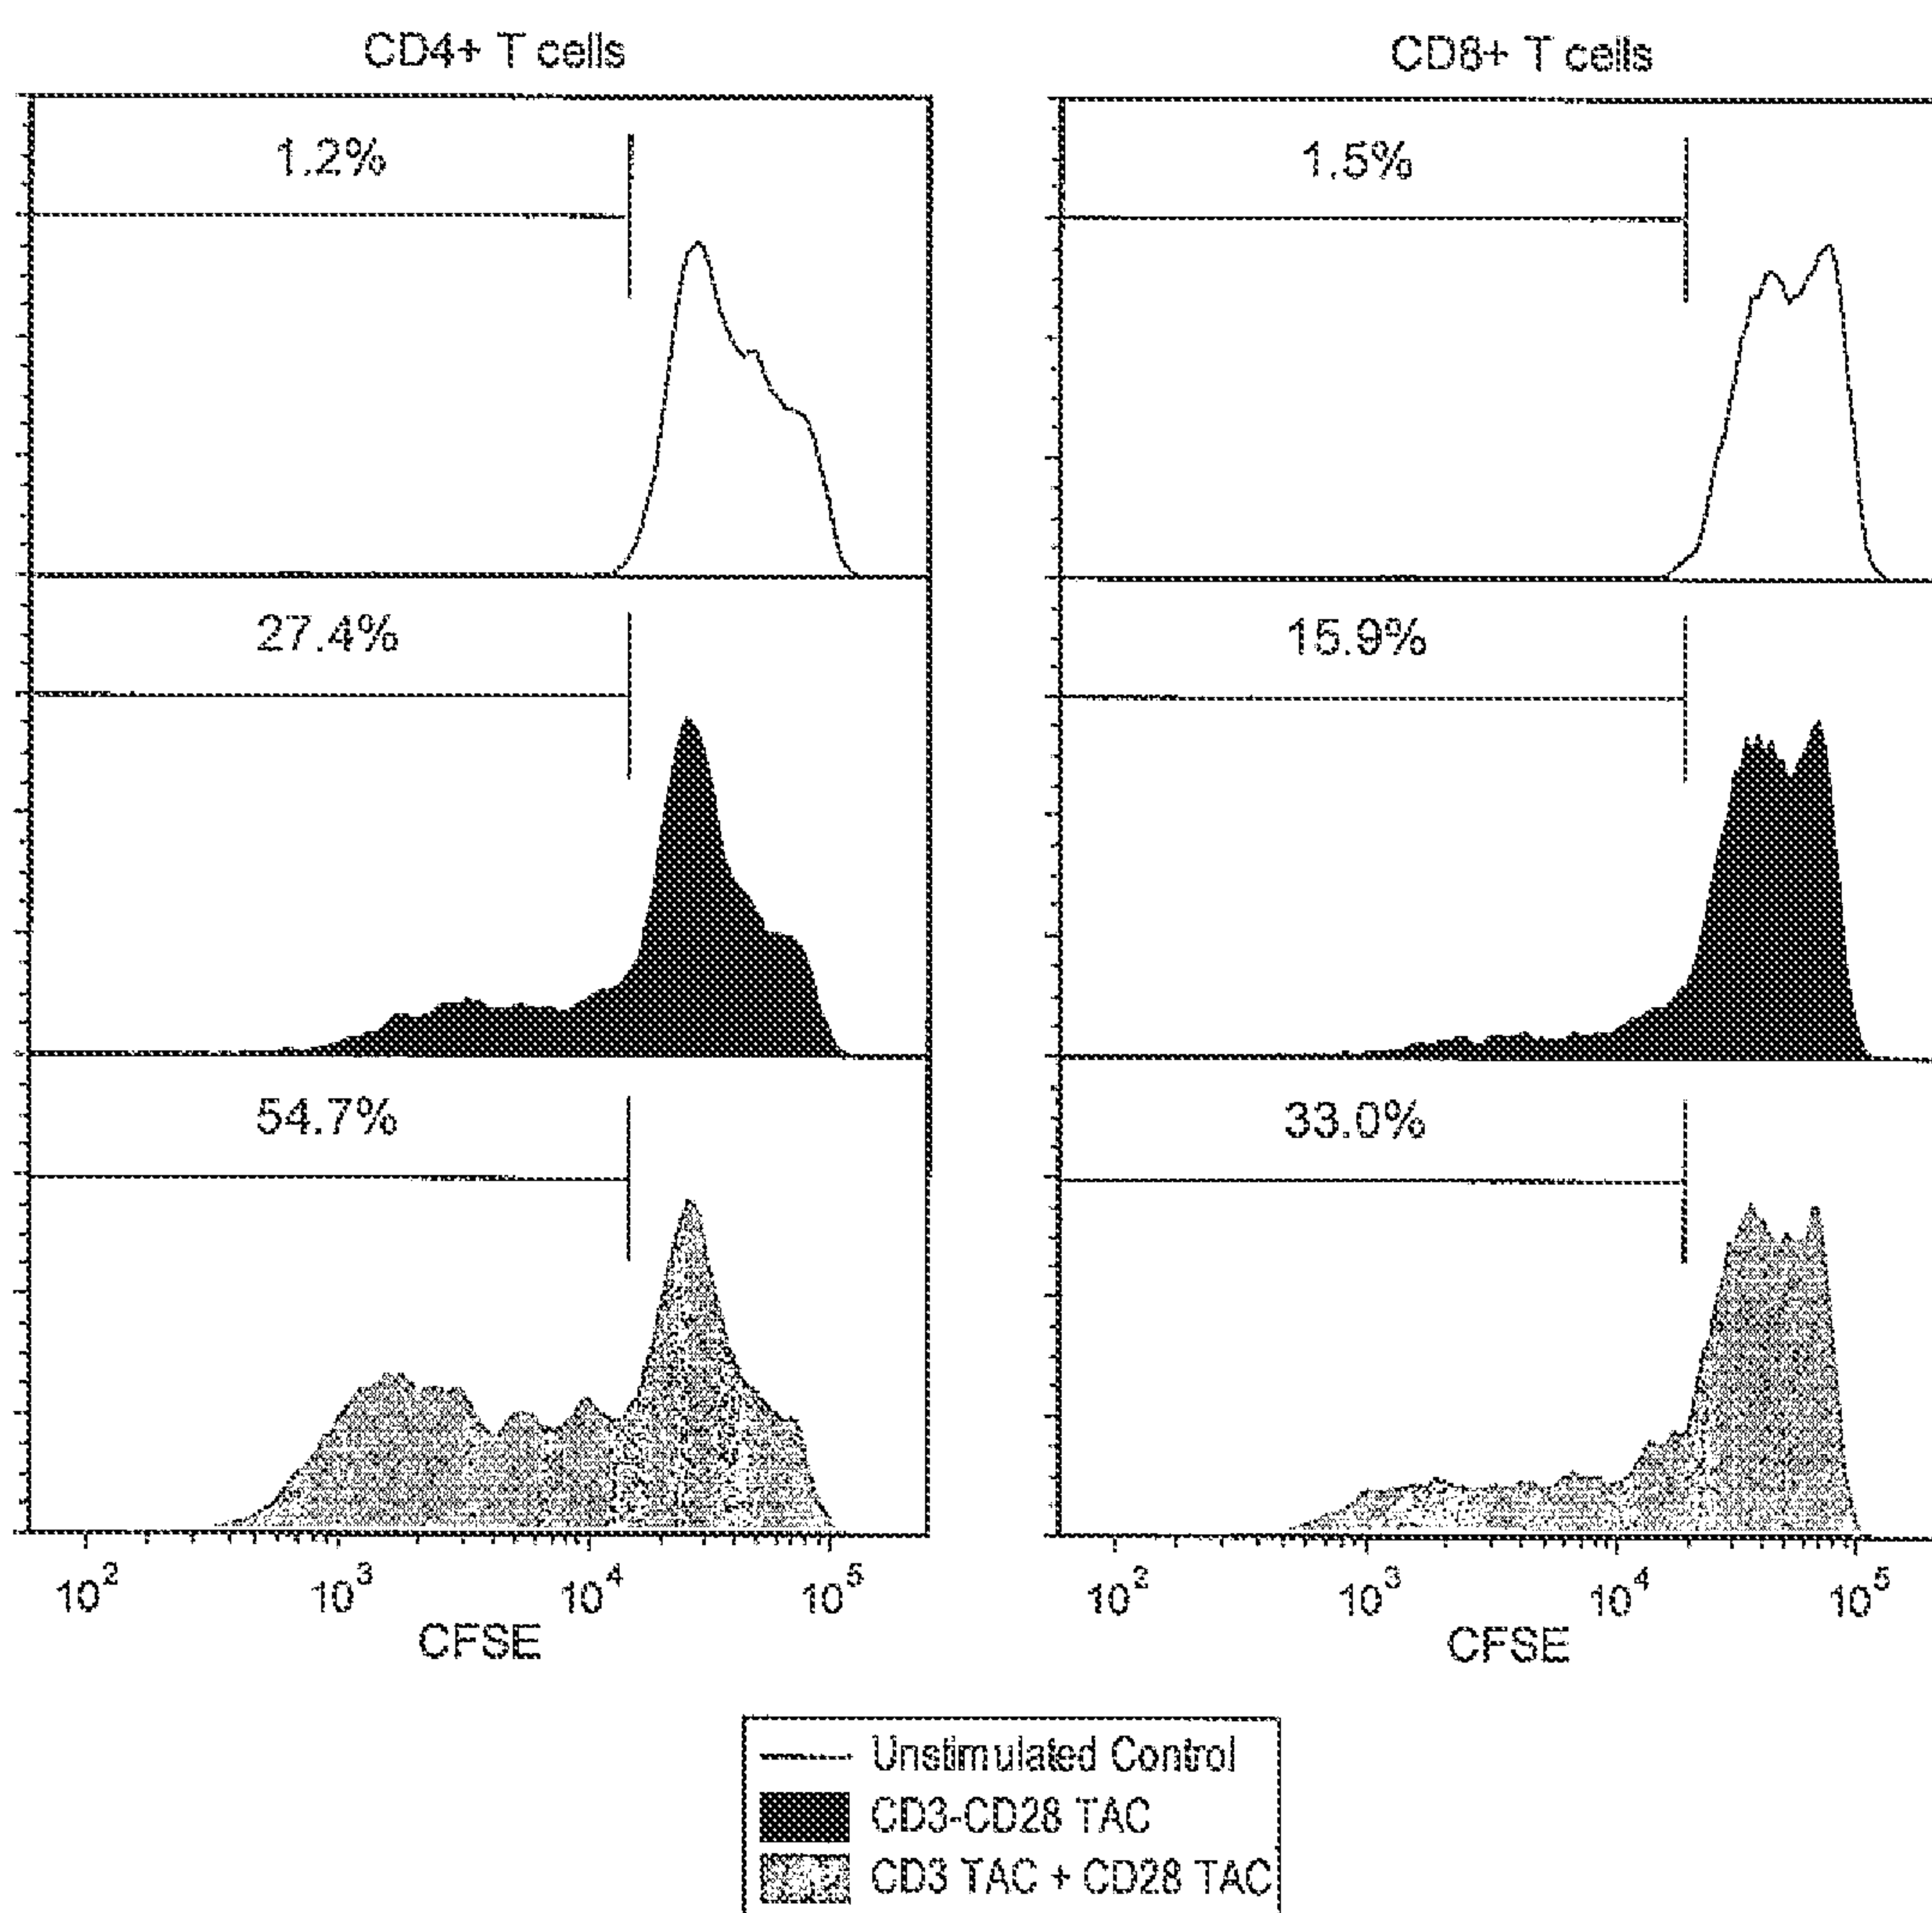 CD4+ T cells
CD8+ T cells
1.2%
1.5%
27.4%
15.9%
54.7%
33.0%
10² 10³ 10⁴ 10⁵
10² 10³ 10⁴ 10⁵
CFSE
CFSE
Unstimulated Control
CD3-CD28 TAC
CD3 TAC + CD28 TAC